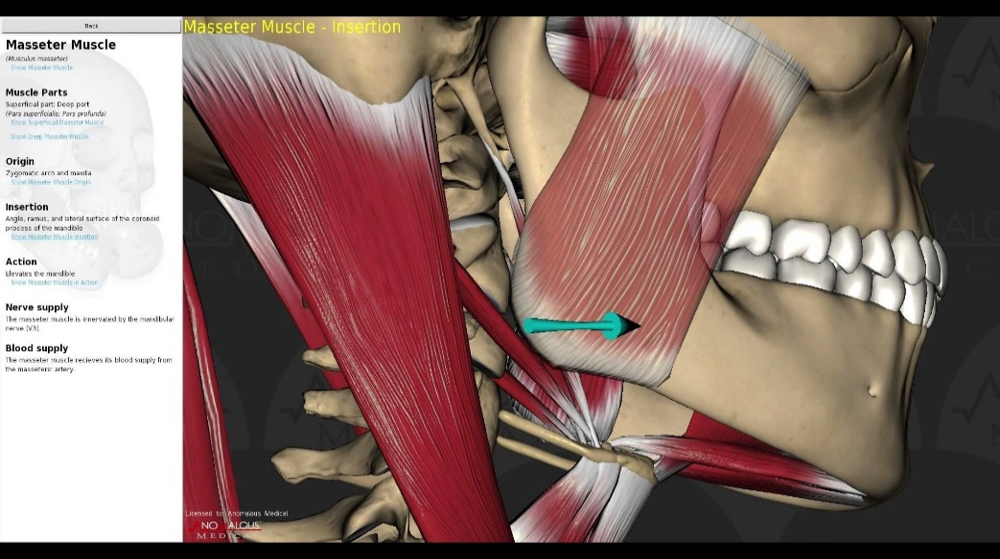 Back
Masseter Muscle - Insertion
Masseter Muscle
(Musculus masseter)
Show Masseter Muscle
Muscle Parts
Superficial part; Deep part
(Pars superficialis; Pars profunda)
Show Superficial Masseter Muscle
Show Deep Masseter Muscle
Origin
Zygomatic arch and maxilla
Show Masseter Muscle Origin
Insertion
Angle, ramus, and lateral surface of the coronoid
process of the mandible
Show Masseter Muscle Insertion
Action
Elevates the mandible
Show Masseter Muscle in Action
Nerve supply
The masseter muscle is innervated by the mandibular
nerve (V3).
Blood supply
The masseter muscle recieves its blood supply from
the masseteric artery.
Licensed to Anomalous Medical